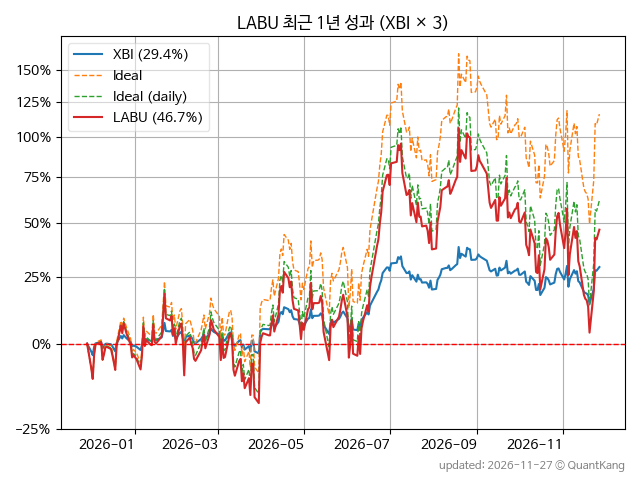 LABU 최근 1년 성과 (XBI × 3)
XBI (29.4%)
Ideal
Ideal (daily)
LABU (46.7%)
150%
125%
100%
75%
50%
25%
0%
−25%
2026-01
2026-03
2026-05
2026-07
2026-09
2026-11
updated: 2026-11-27 © QuantKang